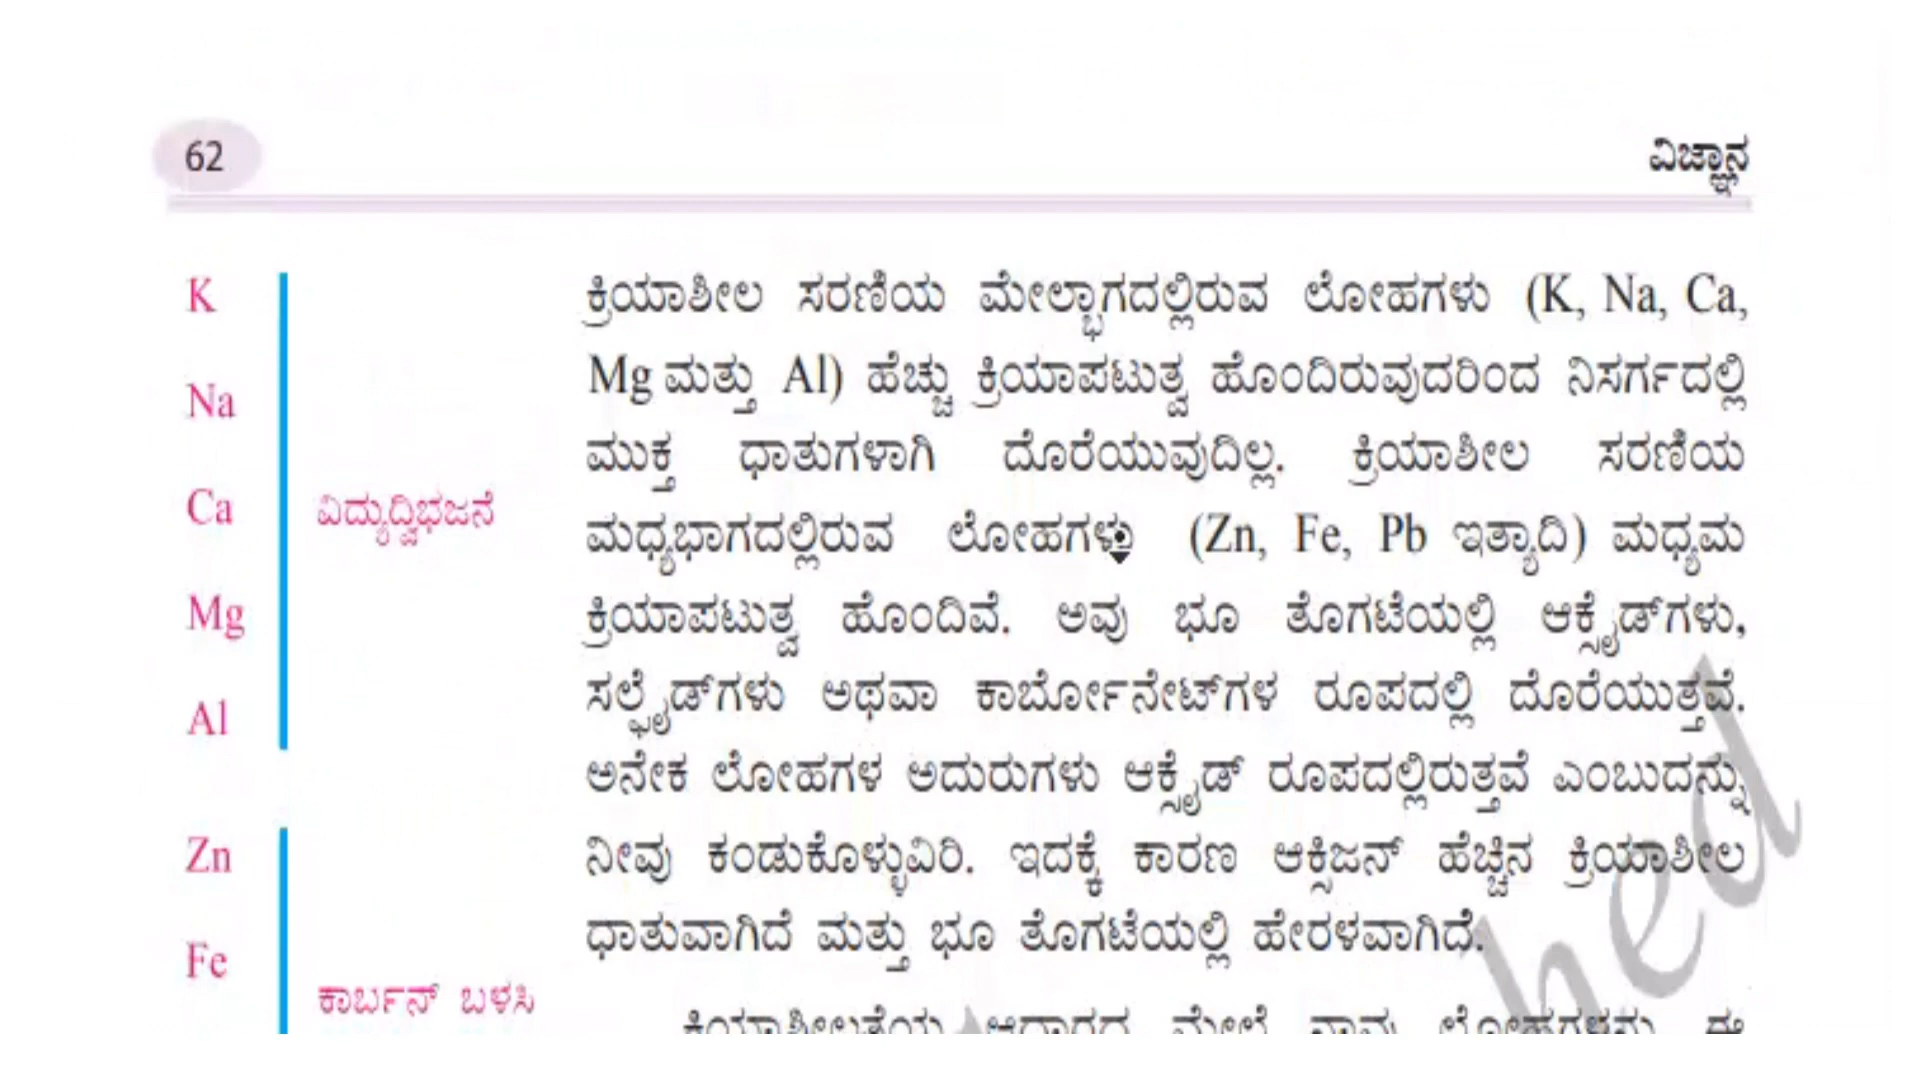 62
ವಿಜ್ಞಾನ
K
Na
Ca
Mg
Al
ವಿದ್ಯುದ್ವಿಭಜನೆ
Zn
Fe
ಕಾರ್ಬನ್ ಬಳಸಿ
ಕ್ರಿಯಾಶೀಲ ಸರಣಿಯ ಮೇಲ್ಭಾಗದಲ್ಲಿರುವ ಲೋಹಗಳು (K, Na, Ca,
Mg ಮತ್ತು Al) ಹೆಚ್ಚು ಕ್ರಿಯಾಪಟುತ್ವ ಹೊಂದಿರುವುದರಿಂದ ನಿಸರ್ಗದಲ್ಲಿ
ಮುಕ್ತ ಧಾತುಗಳಾಗಿ ದೊರೆಯುವುದಿಲ್ಲ. ಕ್ರಿಯಾಶೀಲ ಸರಣಿಯ
ಮಧ್ಯಭಾಗದಲ್ಲಿರುವ ಲೋಹಗಳು (Zn, Fe, Pb ಇತ್ಯಾದಿ) ಮಧ್ಯಮ
ಕ್ರಿಯಾಪಟುತ್ವ ಹೊಂದಿವೆ. ಅವು ಭೂ ತೊಗಟೆಯಲ್ಲಿ ಆಕ್ಸೈಡ್‌ಗಳು,
ಸಲ್ಫೈಡ್‌ಗಳು ಅಥವಾ ಕಾರ್ಬೋನೇಟ್‌ಗಳ ರೂಪದಲ್ಲಿ ದೊರೆಯುತ್ತವೆ.
ಅನೇಕ ಲೋಹಗಳ ಅದುರುಗಳು ಆಕ್ಸೈಡ್ ರೂಪದಲ್ಲಿರುತ್ತವೆ ಎಂಬುದನ್ನು
ನೀವು ಕಂಡುಕೊಳ್ಳುವಿರಿ. ಇದಕ್ಕೆ ಕಾರಣ ಆಕ್ಸಿಜನ್ ಹೆಚ್ಚಿನ ಕ್ರಿಯಾಶೀಲ
ಧಾತುವಾಗಿದೆ ಮತ್ತು ಭೂ ತೊಗಟೆಯಲ್ಲಿ ಹೇರಳವಾಗಿದೆ.
hed